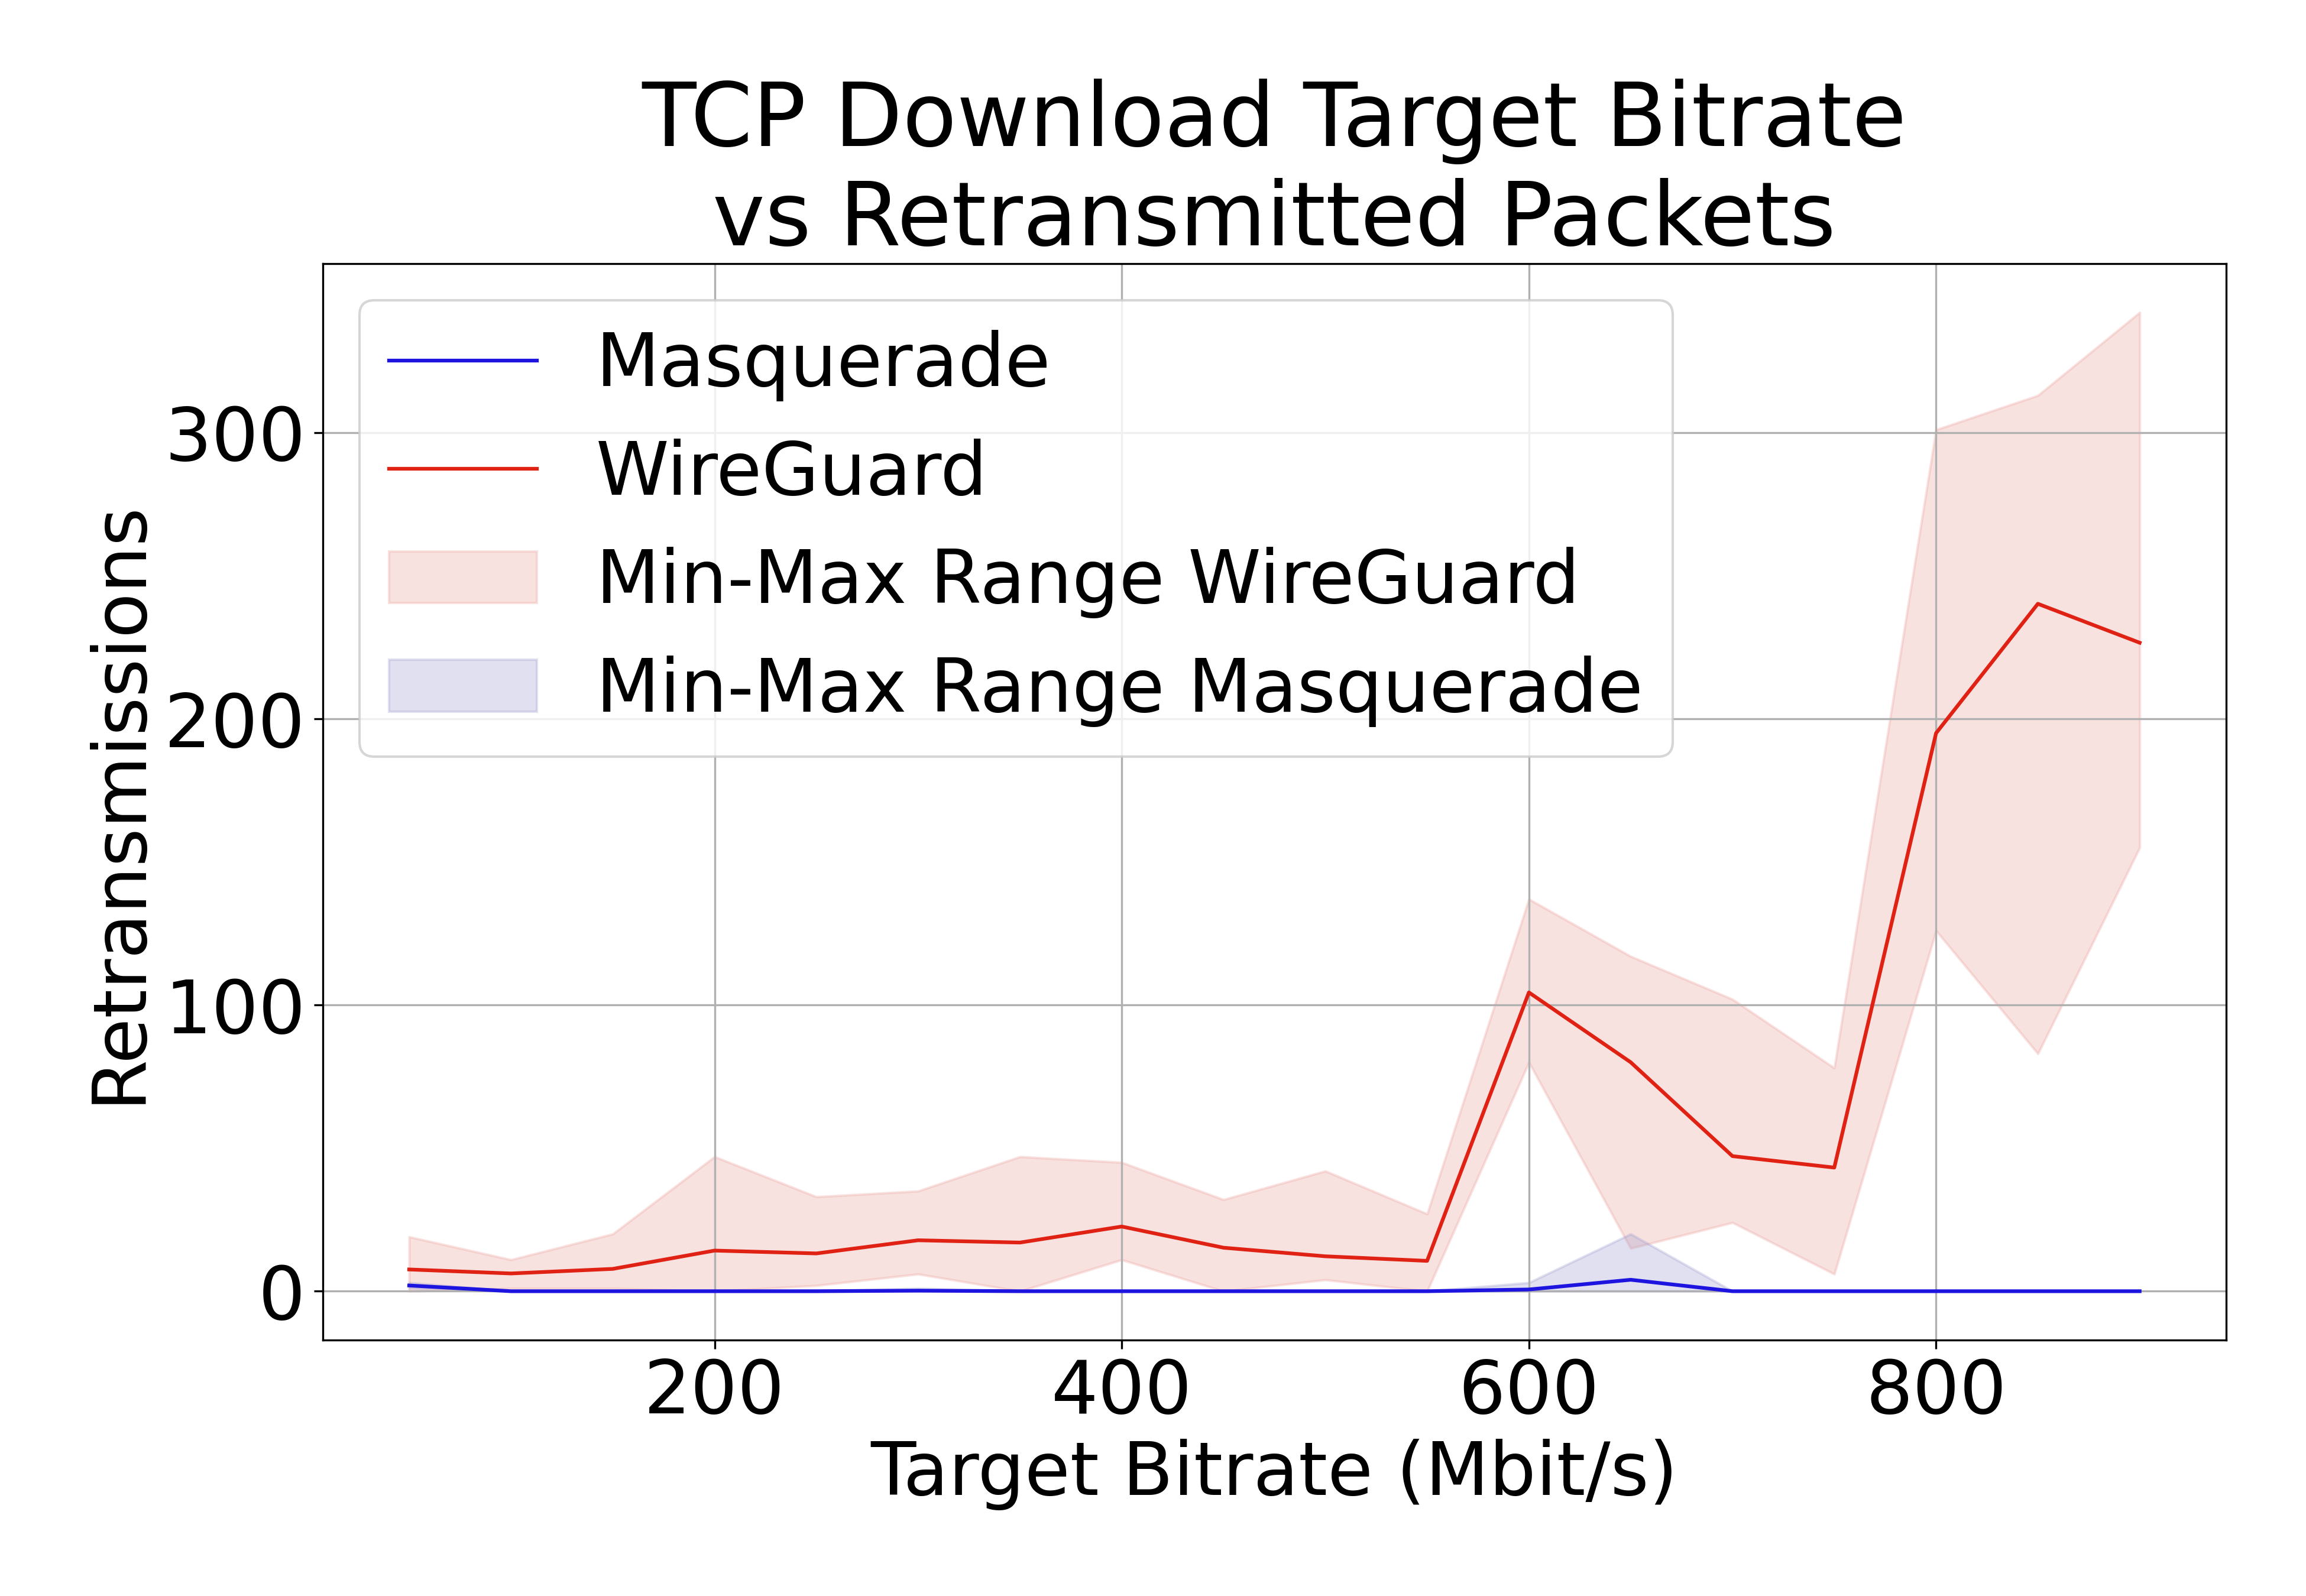 TCP Download Target Bitrate
vs Retransmitted Packets
Masquerade
WireGuard
Min-Max Range WireGuard
Min-Max Range Masquerade
Retransmissions
300
200
100
0
200 400 600 800
Target Bitrate (Mbit/s)